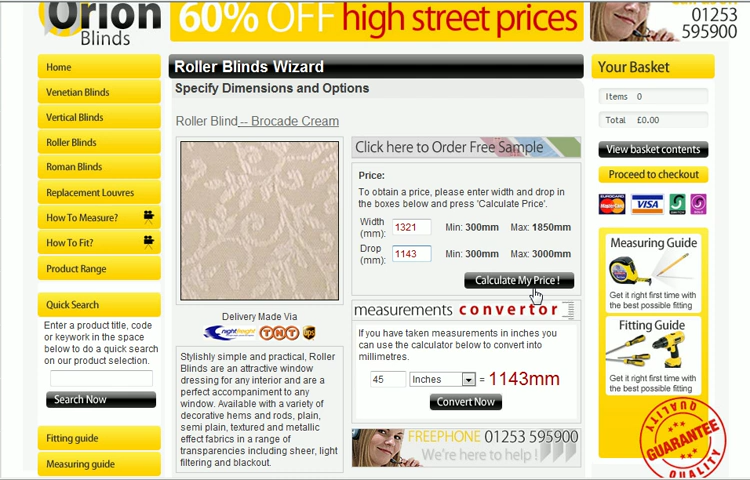 Orion
Blinds
60% OFF high street prices
01253
595900
Home
Venetian Blinds
Vertical Blinds
Roller Blinds
Roman Blinds
Replacement Louvres
How To Measure?
How To Fit?
Product Range
Quick Search
Enter a product title, code
or keywork in the space
below to do a quick search
on our product selection.
Search Now
Fitting guide
Measuring guide
Roller Blinds Wizard
Specify Dimensions and Options
Roller Blind -- Brocade Cream
Delivery Made Via
nightfreight TNT ups
Stylishly simple and practical, Roller
Blinds are an attractive window
dressing for any interior and are a
perfect accompaniment to any
window. Available with a variety of
decorative hems and rods, plain,
semi plain, textured and metallic
effect fabrics in a range of
transparencies including sheer, light
filtering and blackout.
Click here to Order Free Sample
Price:
To obtain a price, please enter width and drop in
the boxes below and press 'Calculate Price'.
Width
(mm): 1321 Min: 300mm Max: 1850mm
Drop
(mm): 1143 Min: 300mm Max: 3000mm
Calculate My Price !
measurements convertor
If you have taken measurements in inches you
can use the calculator below to convert into
millimetres.
45 Inches = 1143mm
Convert Now
FREEPHONE 01253 595900
We're here to help !
Your Basket
Items 0
Total £0.00
View basket contents
Proceed to checkout
EUROCARD
MasterCard VISA SWITCH SOLO
Measuring Guide
Get it right first time with
the best possible fitting
Fitting Guide
Get it right first time with
the best possible fitting
QUALITY
GUARANTEE
QUALITY